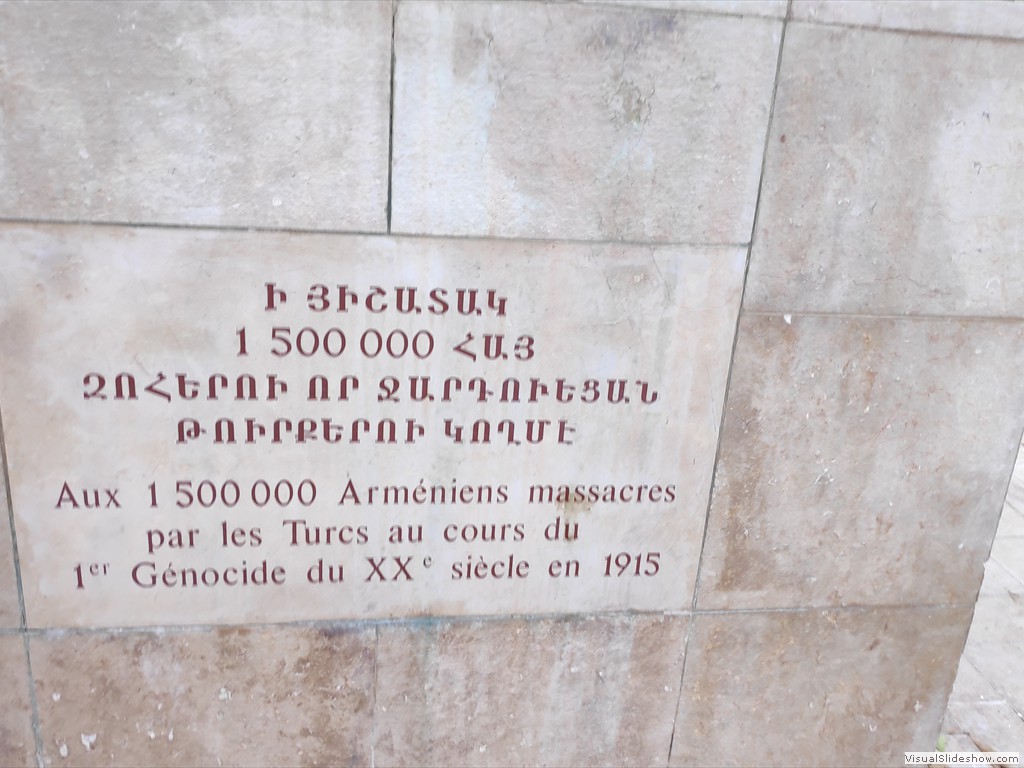 Ի ՅԻՇԱՏԱԿ
1 500 000 ՀԱՅ
ԶՈՀԵՐՈՒ ՈՐ ՋԱՐԴՈՒԵՑԱՆ
ԹՈՒՐՔԵՐՈՒ ԿՈՂՄԷ
Aux 1 500 000 Arméniens massacres
par les Turcs au cours du
1er Génocide du XXe siècle en 1915
VisualSlideshow.com